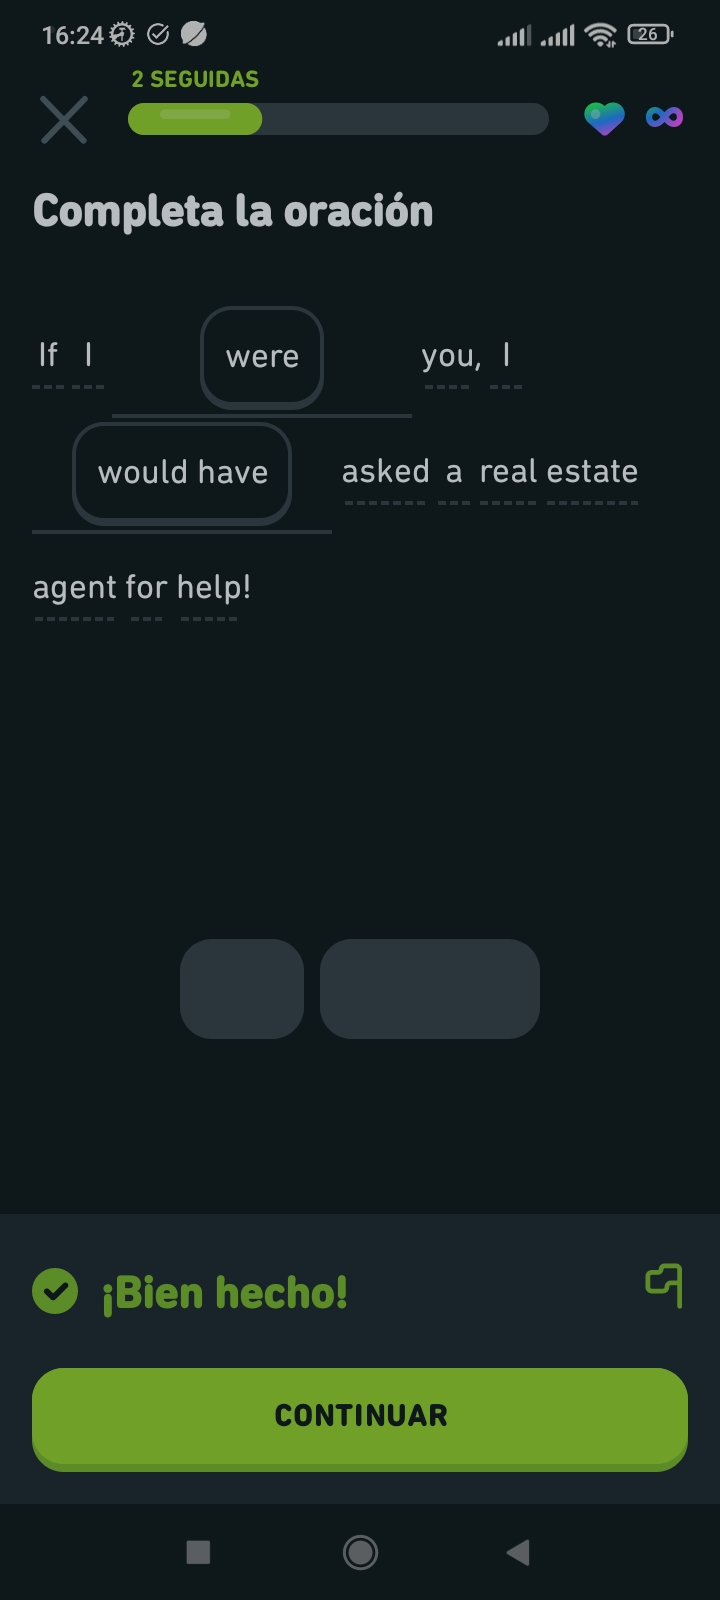 16:24
26
2 SEGUIDAS
Completa la oración
If I were you, I
would have asked a real estate
agent for help!
¡Bien hecho!
CONTINUAR